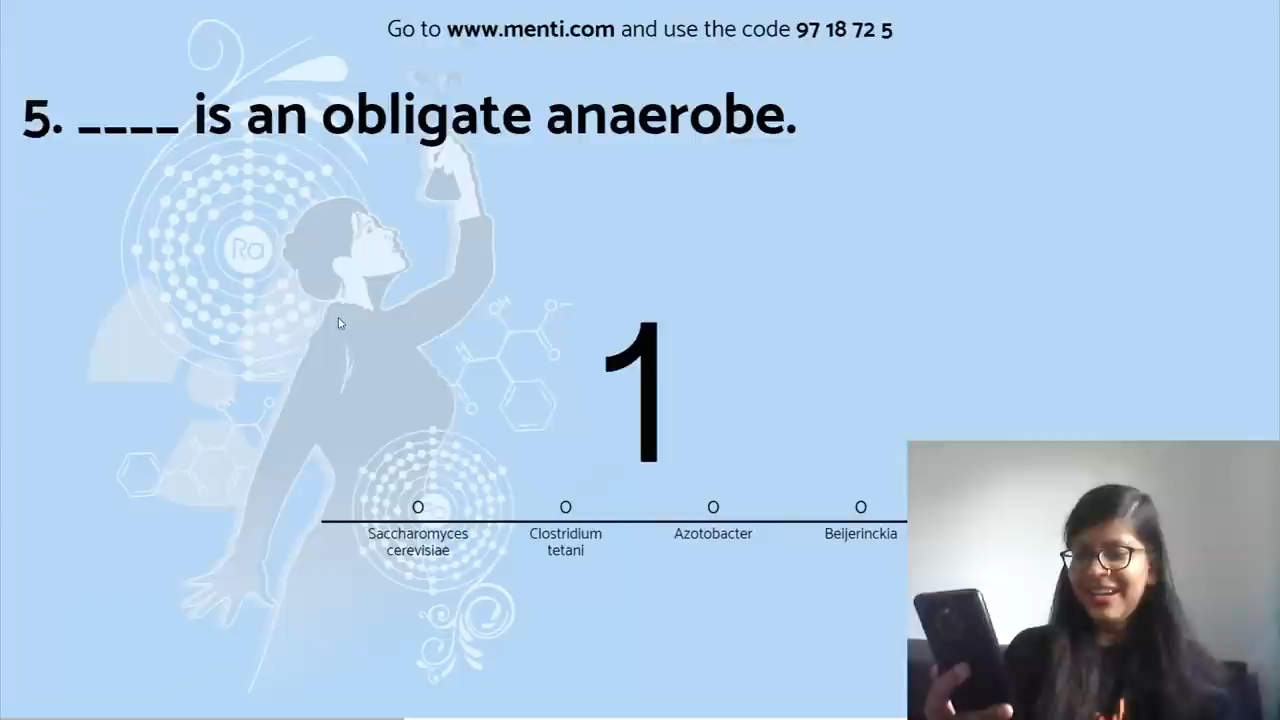 Go to www.menti.com and use the code 97 18 72 5
5. ____ is an obligate anaerobe.
Ra
OH
O
O
1
0 0 0 0
Saccharomyces cerevisiae
Clostridium tetani
Azotobacter
Beijerinckia